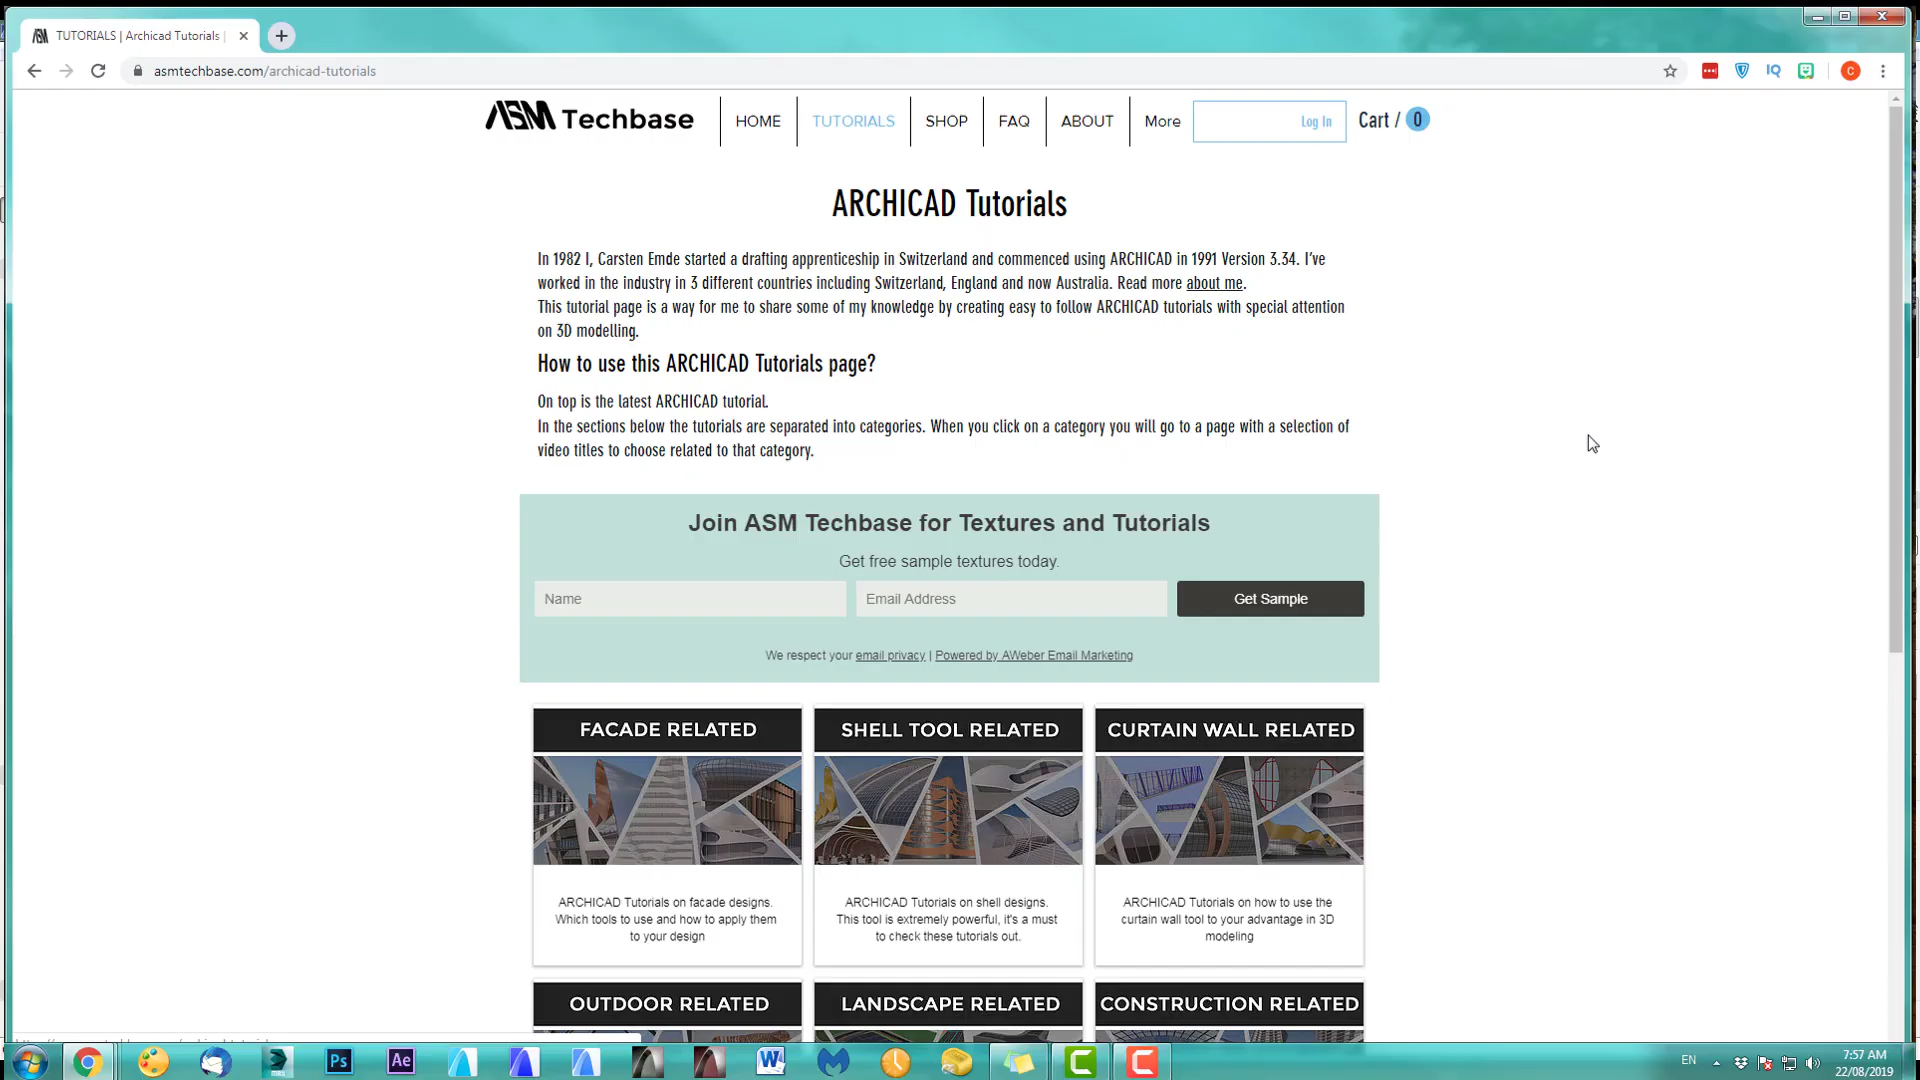 TUTORIALS | Archicad Tutorials |
asmtechbase.com/archicad-tutorials
ASM Techbase
HOME
TUTORIALS
SHOP
FAQ
ABOUT
More
Log In
Cart / 0
ARCHICAD Tutorials
In 1982 I, Carsten Emde started a drafting apprenticeship in Switzerland and commenced using ARCHICAD in 1991 Version 3.34. I've
worked in the industry in 3 different countries including Switzerland, England and now Australia. Read more about me.
This tutorial page is a way for me to share some of my knowledge by creating easy to follow ARCHICAD tutorials with special attention
on 3D modelling.
How to use this ARCHICAD Tutorials page?
On top is the latest ARCHICAD tutorial.
In the sections below the tutorials are separated into categories. When you click on a category you will go to a page with a selection of
video titles to choose related to that category.
Join ASM Techbase for Textures and Tutorials
Get free sample textures today.
Name
Email Address
Get Sample
We respect your email privacy | Powered by AWeber Email Marketing
FACADE RELATED
SHELL TOOL RELATED
CURTAIN WALL RELATED
ARCHICAD Tutorials on facade designs.
Which tools to use and how to apply them
to your design
ARCHICAD Tutorials on shell designs.
This tool is extremely powerful, it's a must
to check these tutorials out.
ARCHICAD Tutorials on how to use the
curtain wall tool to your advantage in 3D
modeling
OUTDOOR RELATED
LANDSCAPE RELATED
CONSTRUCTION RELATED
Ps
Ae
W
EN
7:57 AM
22/08/2019